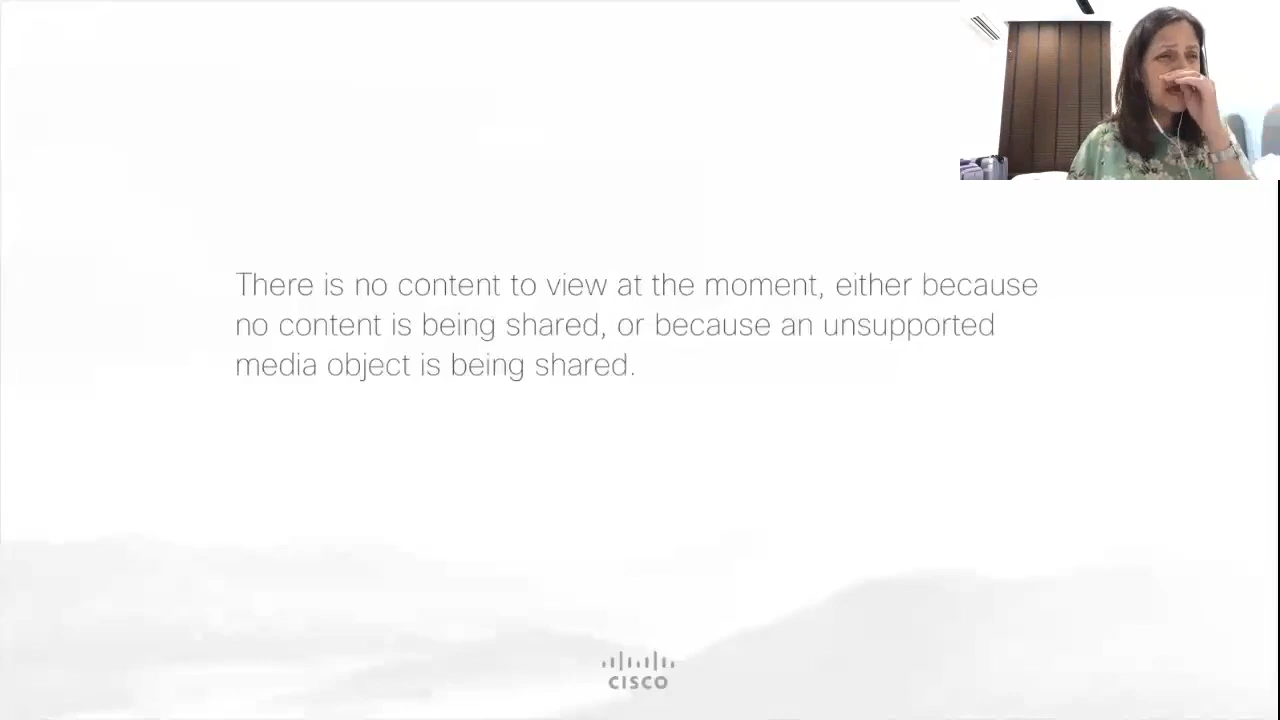 There is no content to view at the moment, either because
no content is being shared, or because an unsupported
media object is being shared.
CISCO